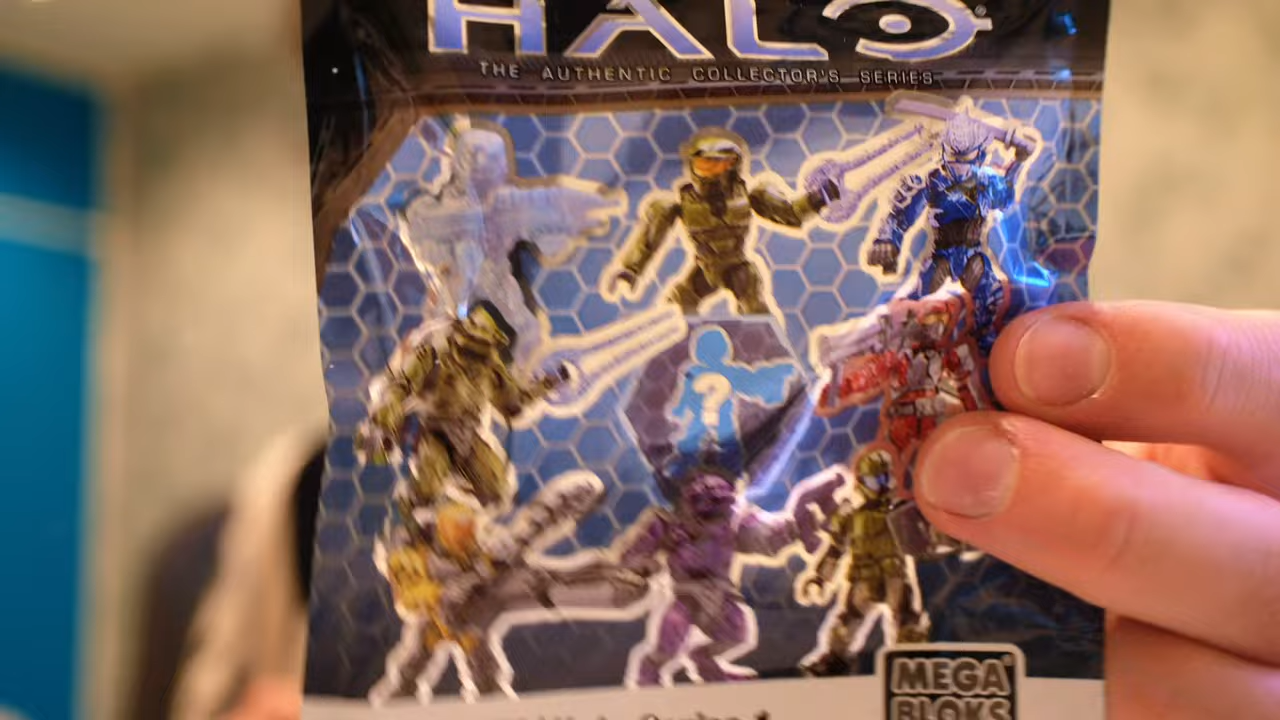 HALO
THE AUTHENTIC COLLECTOR'S SERIES
?
MEGA
BLOKS